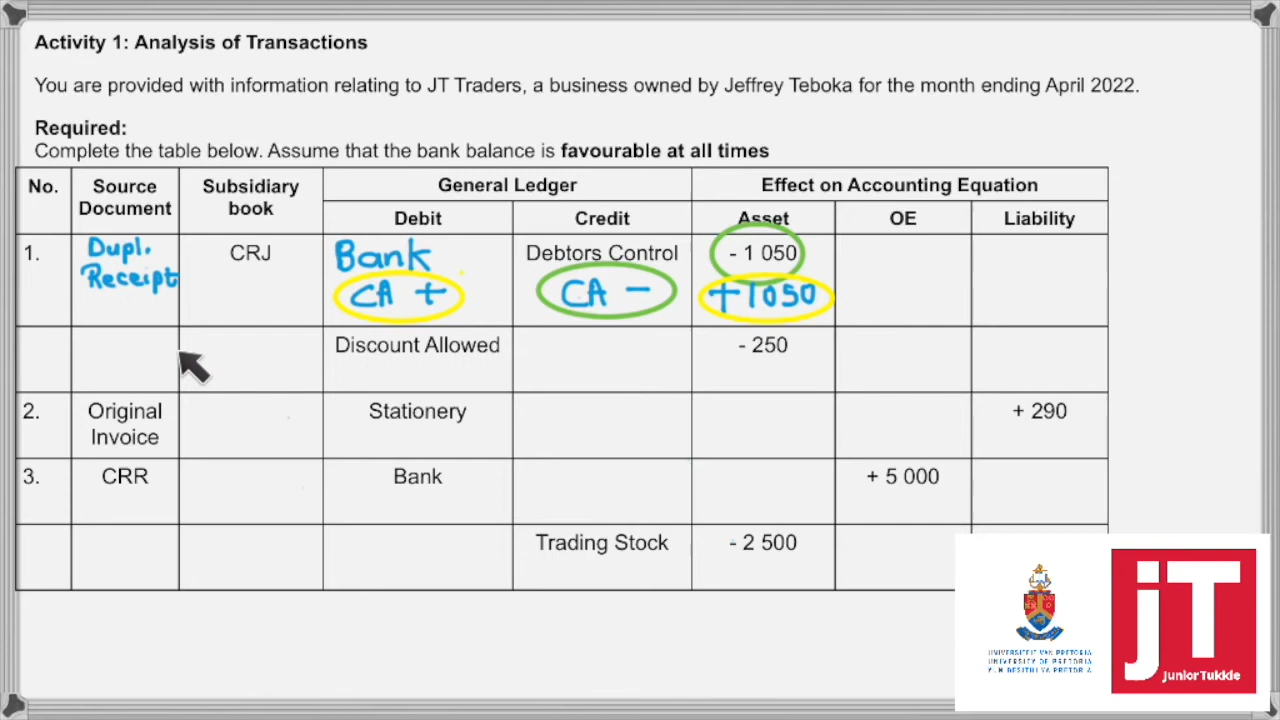 Activity 1: Analysis of Transactions
You are provided with information relating to JT Traders, a business owned by Jeffrey Teboka for the month ending April 2022.
Required:
Complete the table below. Assume that the bank balance is favourable at all times
No. Source Document Subsidiary book General Ledger Effect on Accounting Equation
Debit Credit Asset OE Liability
1. Dupl. Receipt CRJ Bank Debtors Control - 1 050
CA + CA - +1050
Discount Allowed - 250
2. Original Invoice Stationery + 290
3. CRR Bank + 5 000
Trading Stock - 2 500
UNIVERSITEIT VAN PRETORIA
UNIVERSITY OF PRETORIA
YUNIBESITHI YA PRETORIA
jT
JuniorTukkie